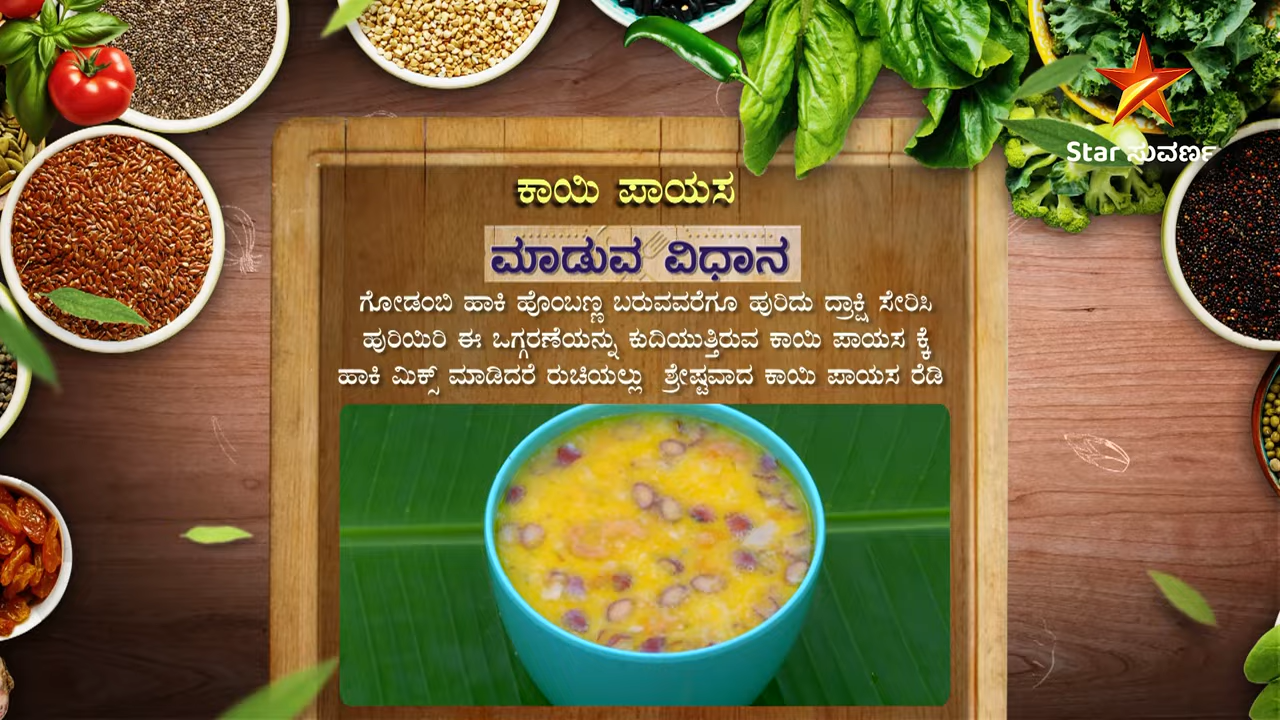 Star ಸುವರ್ಣ
ಕಾಯಿ ಪಾಯಸ
ಮಾಡುವ ವಿಧಾನ
ಗೋಡಂಬಿ ಹಾಕಿ ಹೊಂಬಣ್ಣ ಬರುವವರೆಗೂ ಹುರಿದು ದ್ರಾಕ್ಷಿ ಸೇರಿಸಿ
ಹುರಿಯಿರಿ ಈ ಒಗ್ಗರಣೆಯನ್ನು ಕುದಿಯುತ್ತಿರುವ ಕಾಯಿ ಪಾಯಸ ಕ್ಕೆ
ಹಾಕಿ ಮಿಕ್ಸ್ ಮಾಡಿದರೆ ರುಚಿಯಲ್ಲು ಶ್ರೇಷ್ಟವಾದ ಕಾಯಿ ಪಾಯಸ ರೆಡಿ